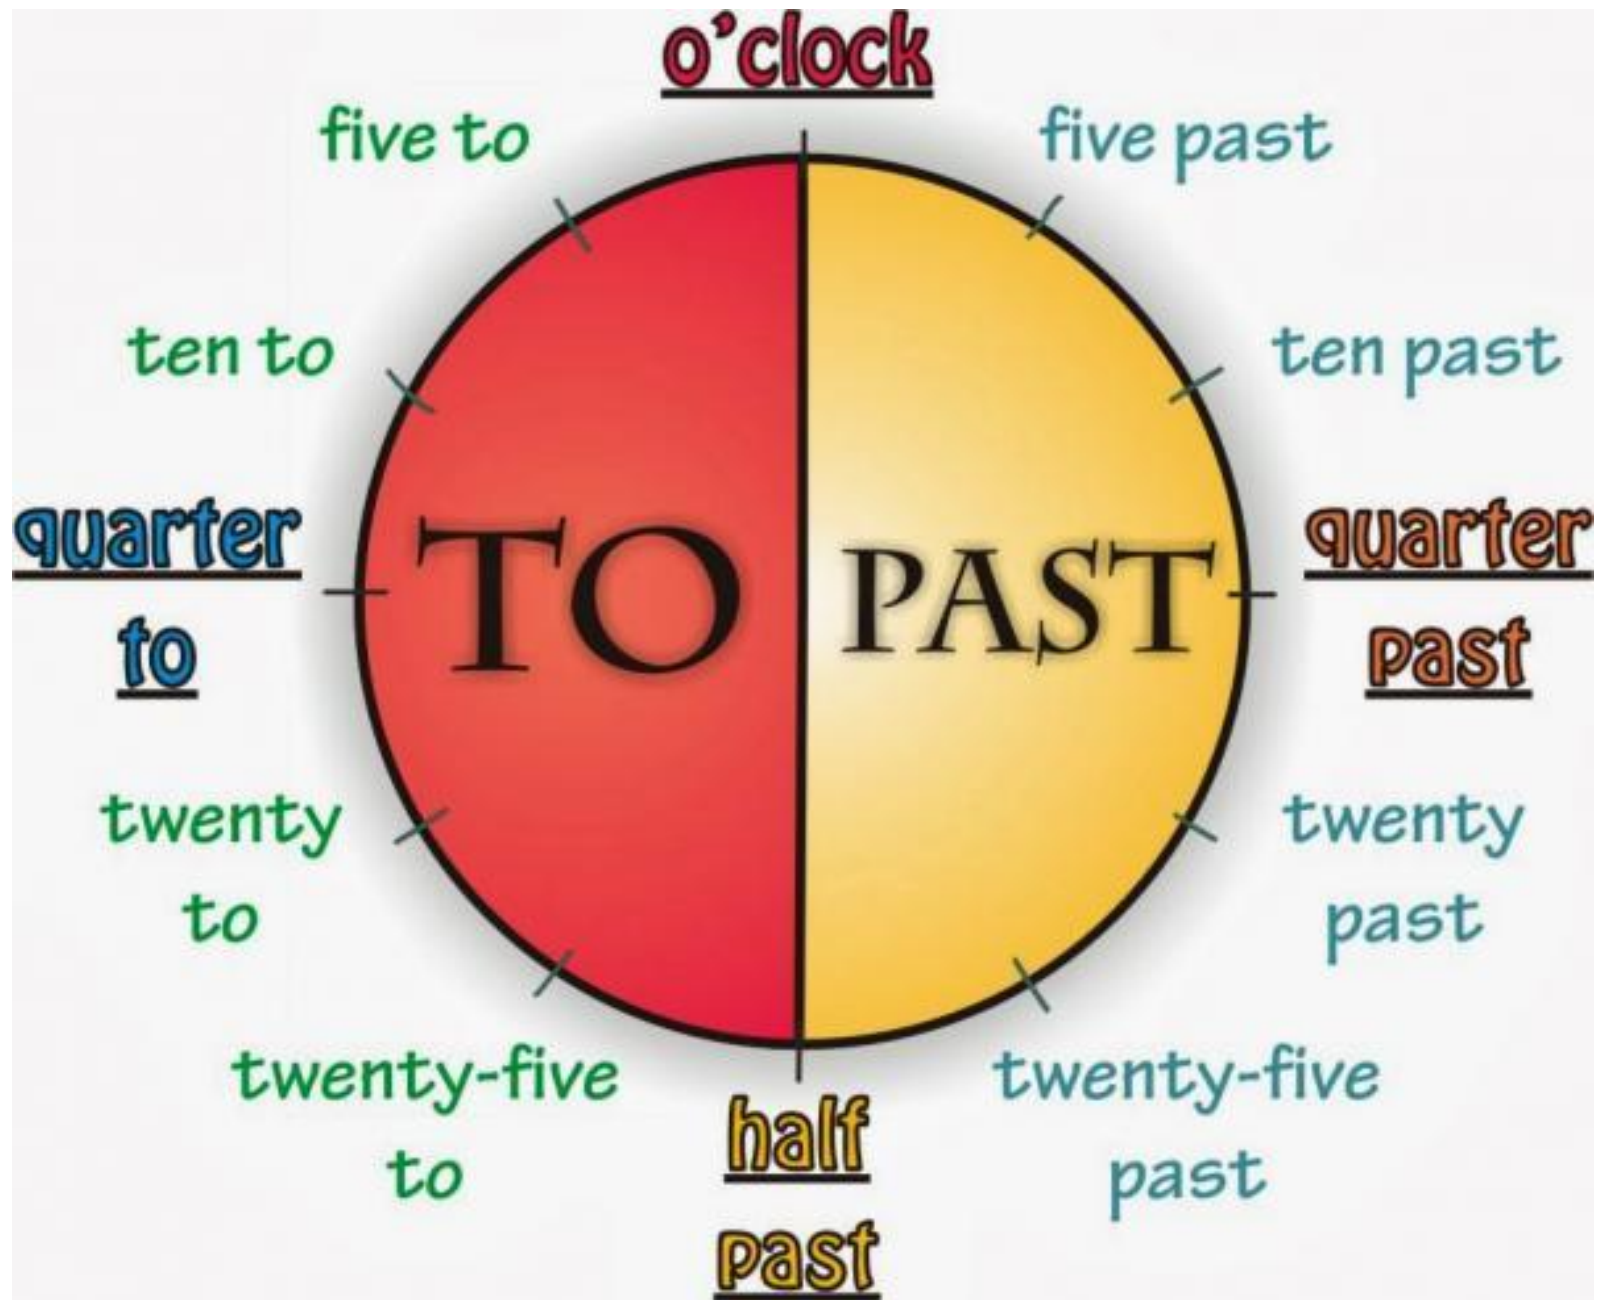 o'clock
five to
five past
ten to
ten past
quarter
to
TO
PAST
quarter
past
twenty
to
twenty
past
twenty-five
to
half
past
twenty-five
past